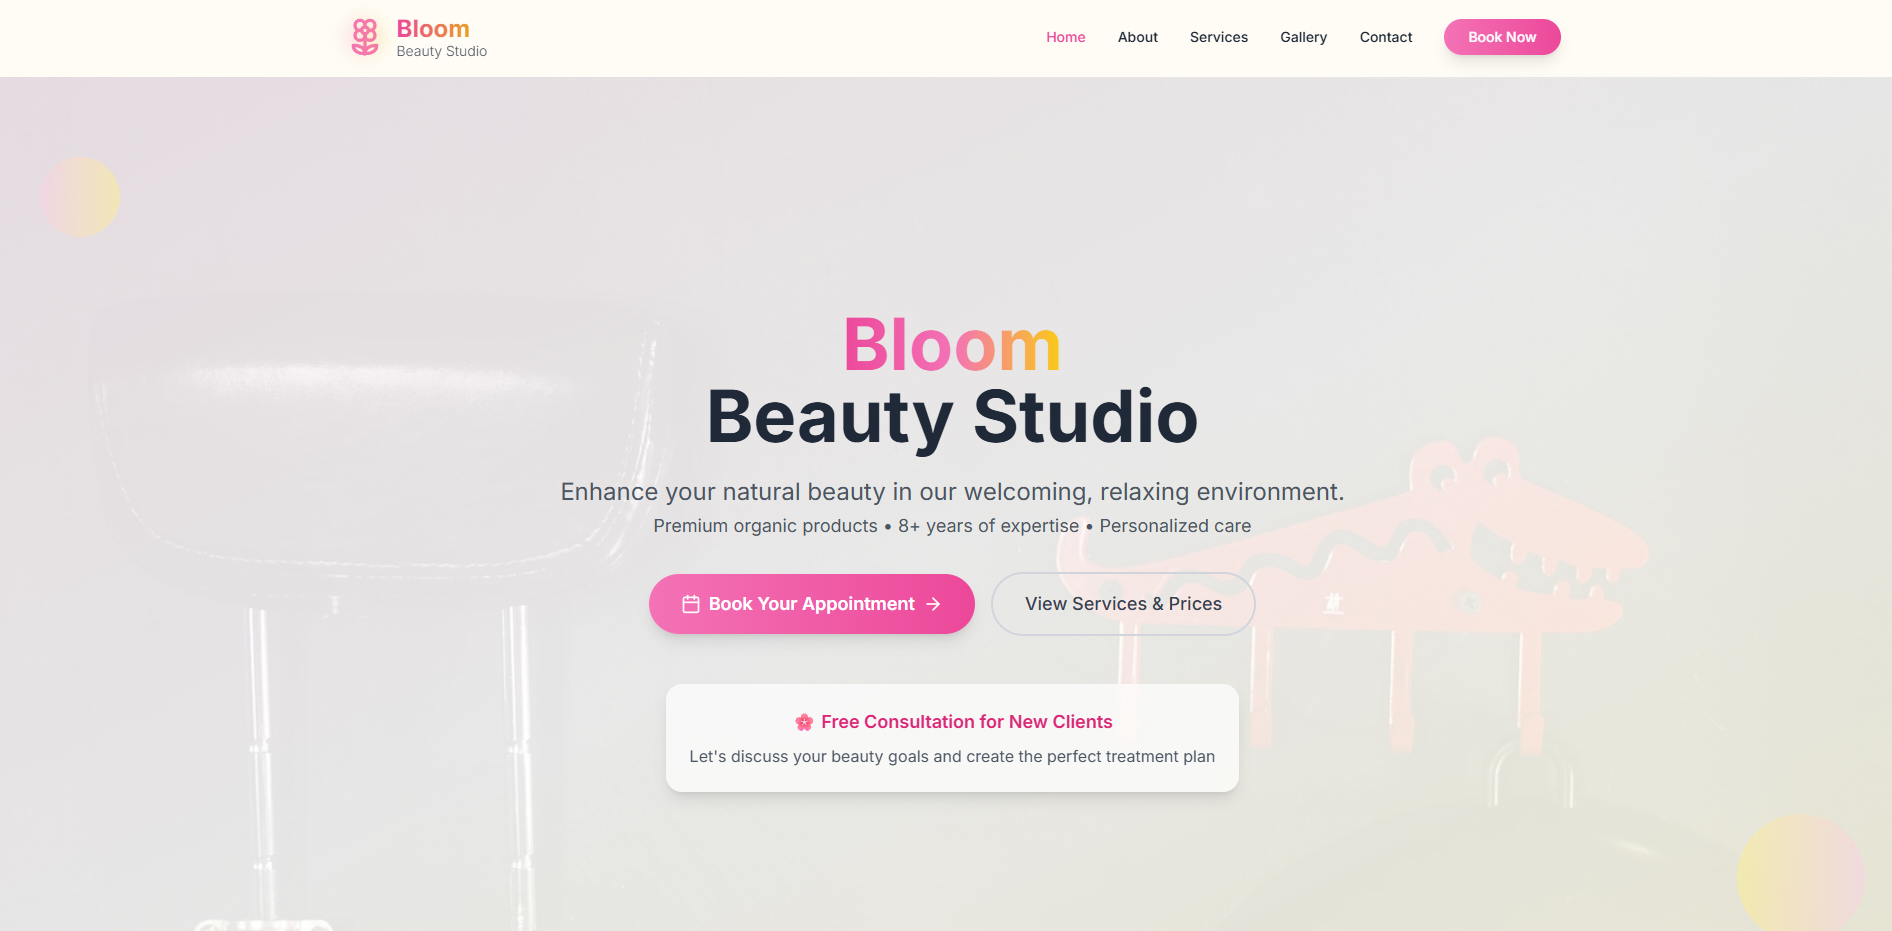 Bloom
Beauty Studio
Home
About
Services
Gallery
Contact
Book Now
Bloom
Beauty Studio
Enhance your natural beauty in our welcoming, relaxing environment.
Premium organic products • 8+ years of expertise • Personalized care
Book Your Appointment →
View Services & Prices
🌸 Free Consultation for New Clients
Let's discuss your beauty goals and create the perfect treatment plan